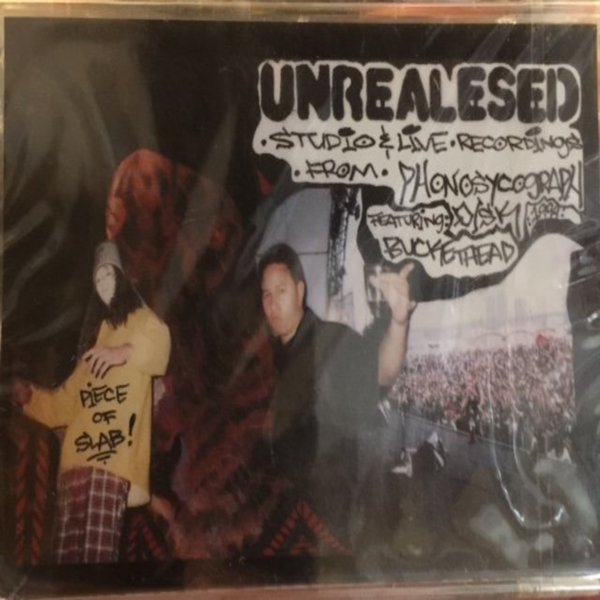 UNREALESED
•STUDIO & LIVE•RECORDINGS
•FROM• PHONOSYCOGRAPH
FEATURING: DISK
BUCKETHEAD
PIECE
OF
SLAB!